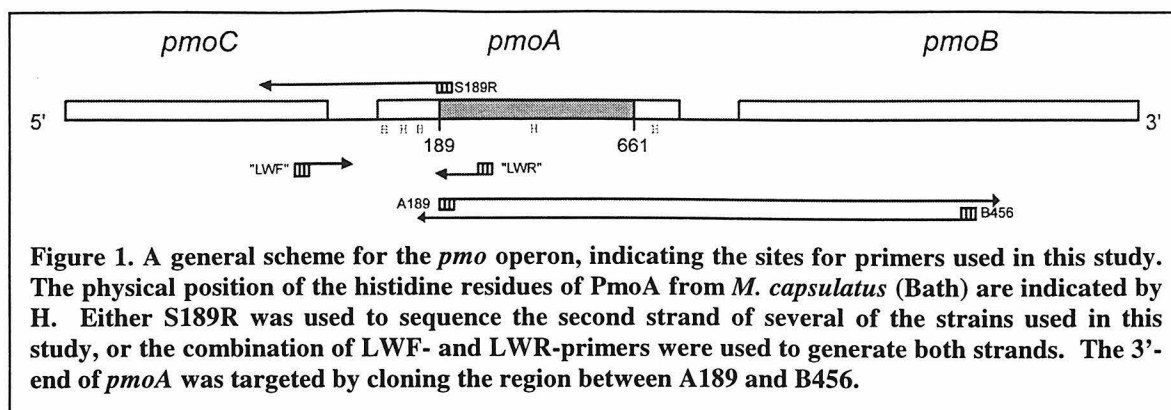 pmoC pmoA pmoB
S189R
5' 3'
H H H H H
189 661
"LWF" "LWR"
A189 B456
Figure 1. A general scheme for the pmo operon, indicating the sites for primers used in this study.
The physical position of the histidine residues of PmoA from M. capsulatus (Bath) are indicated by
H. Either S189R was used to sequence the second strand of several of the strains used in this
study, or the combination of LWF- and LWR-primers were used to generate both strands. The 3'-
end of pmoA was targeted by cloning the region between A189 and B456.